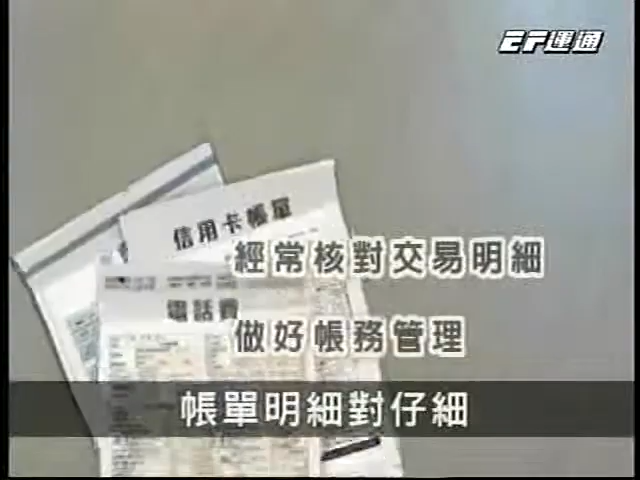 EF運通
信用卡帳單
經常核對交易明細
電話費
做好帳務管理
帳單明細對仔細